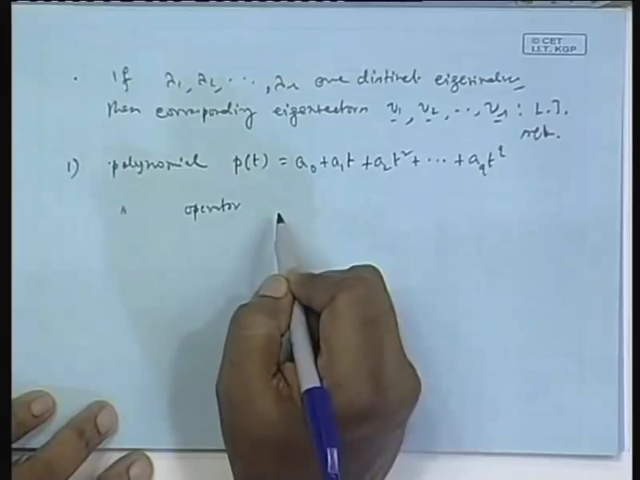 © CET
I.I.T. KGP
· If λ₁, λ₂, ⋯, λₙ are distinct eigenvalues,
then corresponding eigenvectors v₁, v₂, ⋯, vₙ : L.I.
set.
1) polynomial p(t) = a₀ + a₁t + a₂t² + ⋯ + a_q t^q
operator